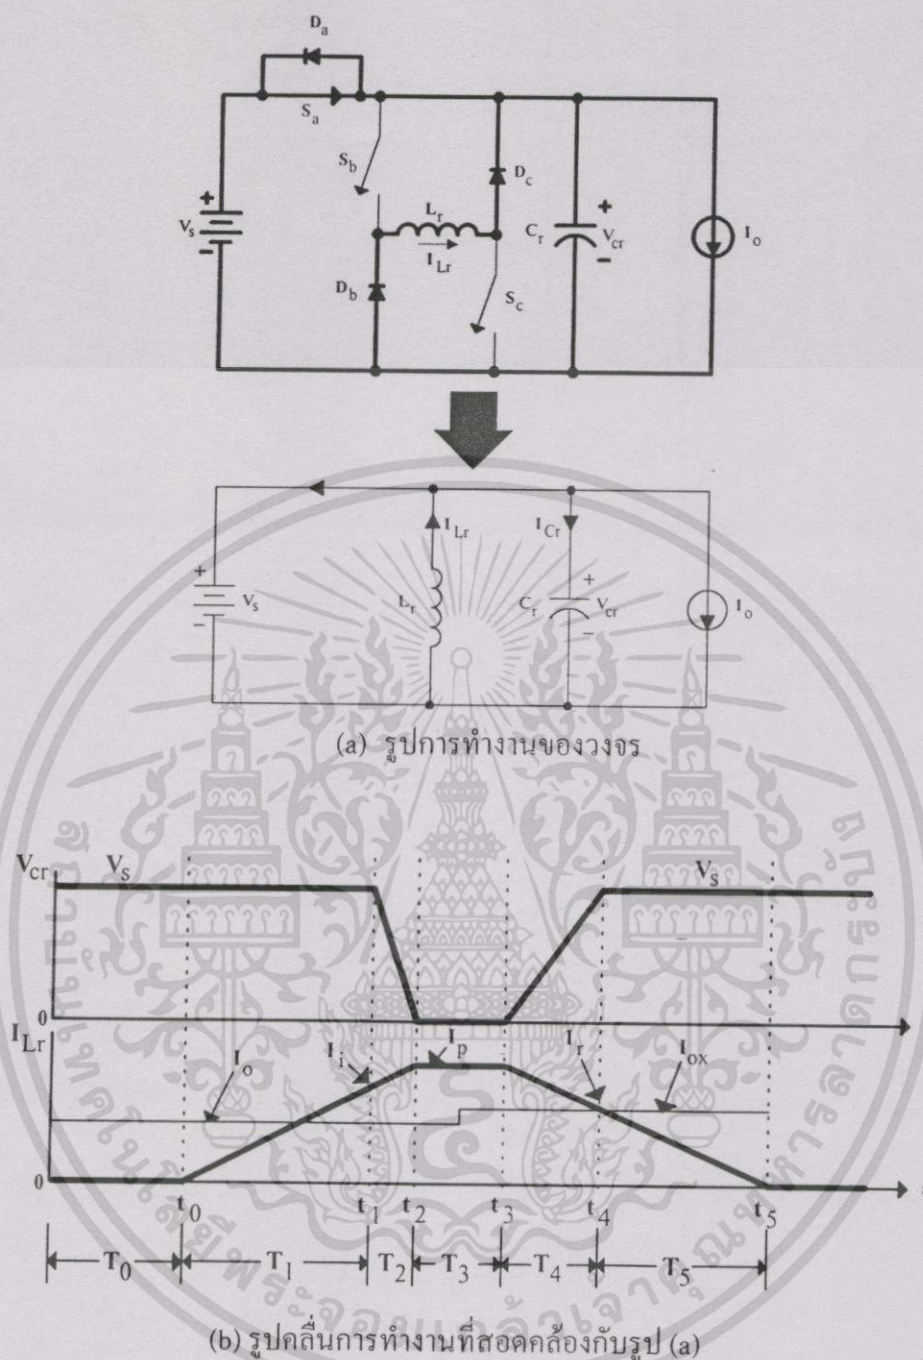 D_a
S_a
S_b
D_c
L_r
I_Lr
V_s
+
-
D_b
S_c
C_r
+
V_cr
-
I_o
I_Lr
I_Cr
+
V_s
-
L_r
C_r
+
V_cr
-
I_o
(a) รูปการทำงานของวงจร
V_cr
V_s
V_s
0
I_Lr
I_o
I_i
I_p
I_r
I_ox
0
t_0 t_1 t_2 t_3 t_4 t_5
T_0 T_1 T_2 T_3 T_4 T_5
(b) รูปคลื่นการทำงานที่สอดคล้องกับรูป (a)